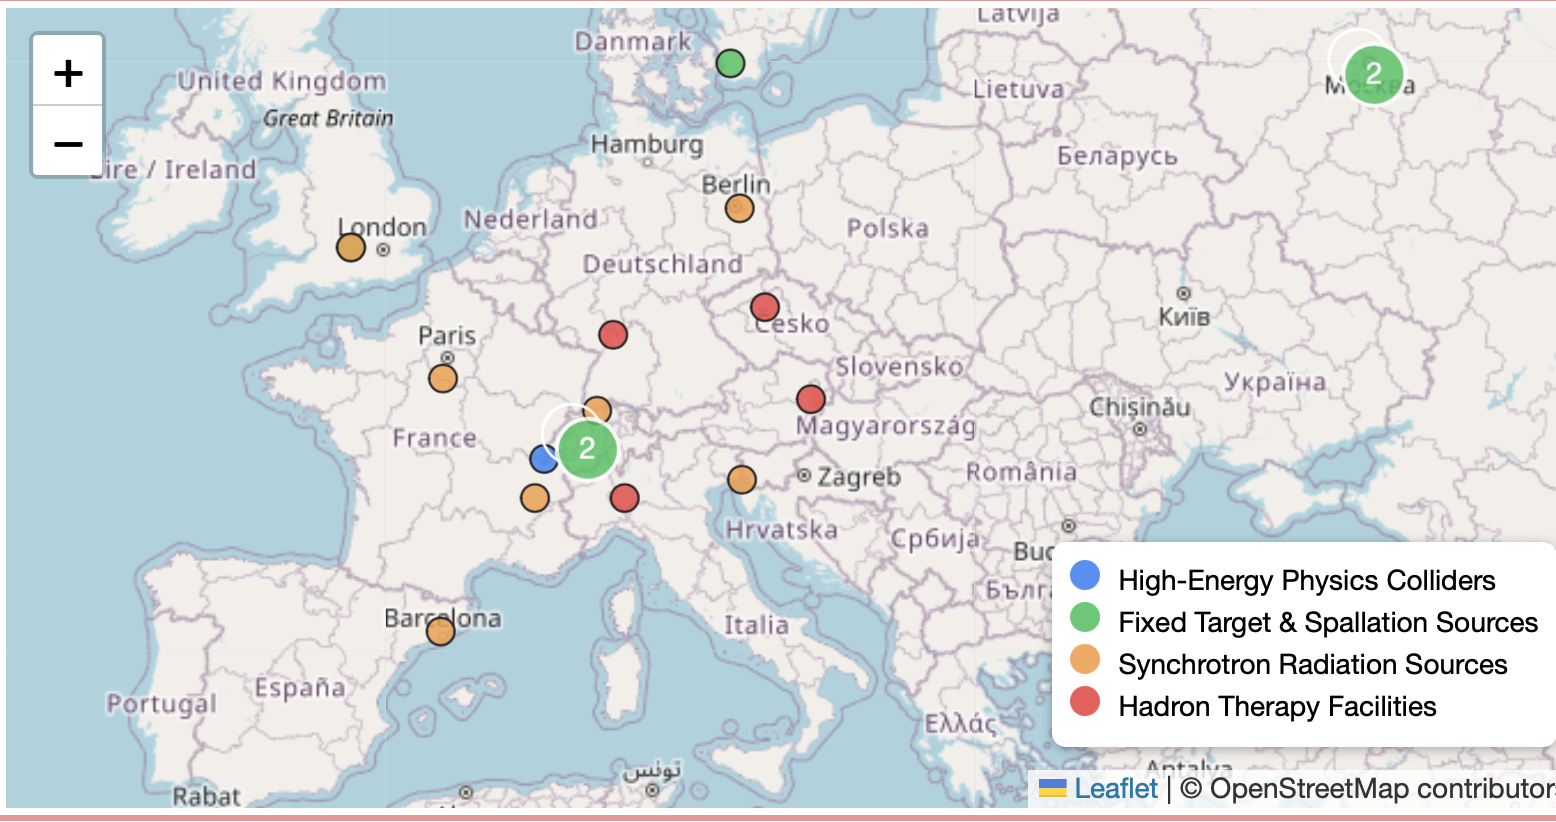 Latvija
Danmark
+
United Kingdom
2
Great Britain
Lietuva
−
Hamburg
Беларусь
Éire / Ireland
Berlin
London
Nederland
Polska
Deutschland
Київ
Česko
Paris
Slovensko
Україна
Chișinău
Magyarország
France
2
Zagreb
România
Hrvatska
Србија
High-Energy Physics Colliders
Barcelona
Fixed Target & Spallation Sources
Italia
Synchrotron Radiation Sources
España
Portugal
Hadron Therapy Facilities
Ελλάς
تونس
Antalya
Rabat
Leaflet | © OpenStreetMap contributors